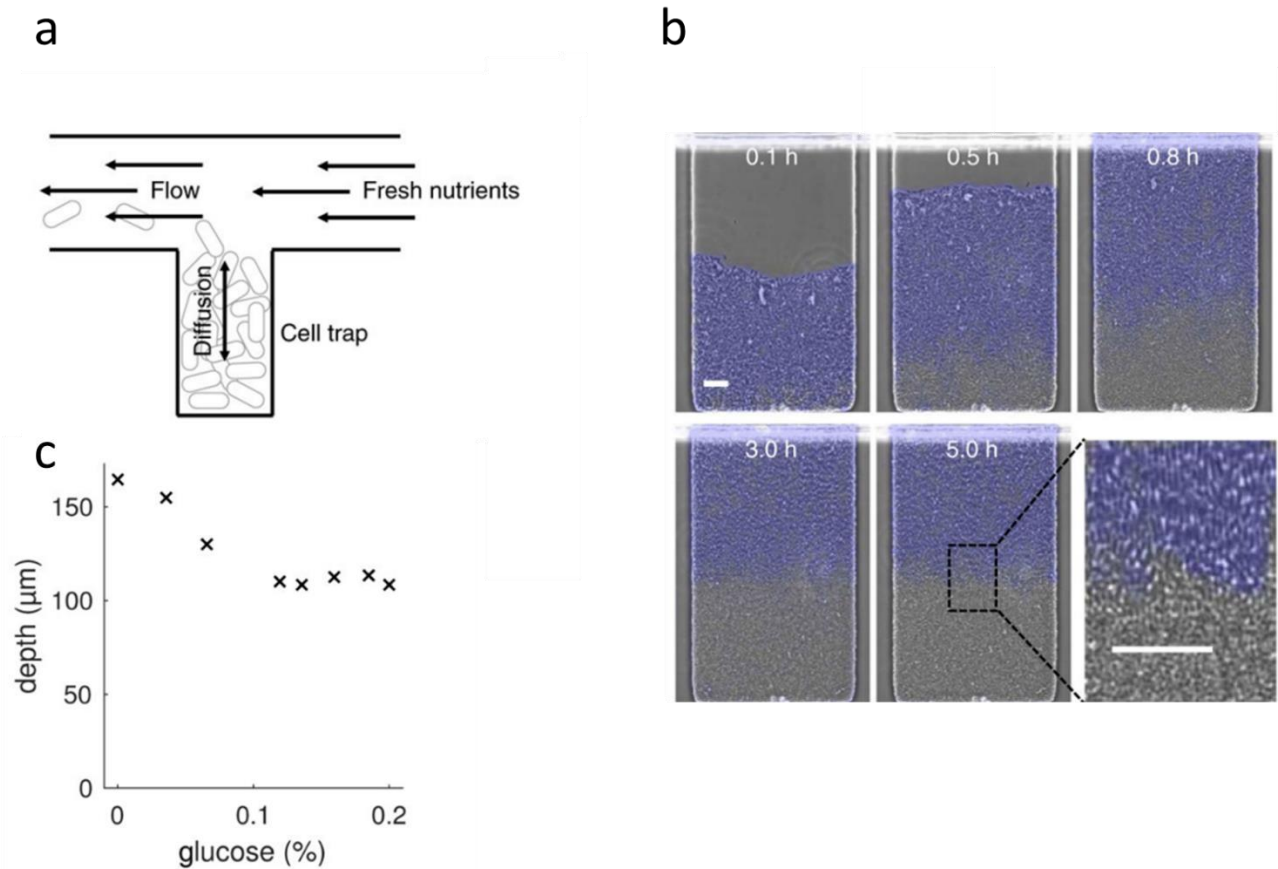 a
Flow
Fresh nutrients
Diffusion
Cell trap
b
0.1 h
0.5 h
0.8 h
3.0 h
5.0 h
c
depth (µm)
150
100
50
0
0
0.1
0.2
glucose (%)